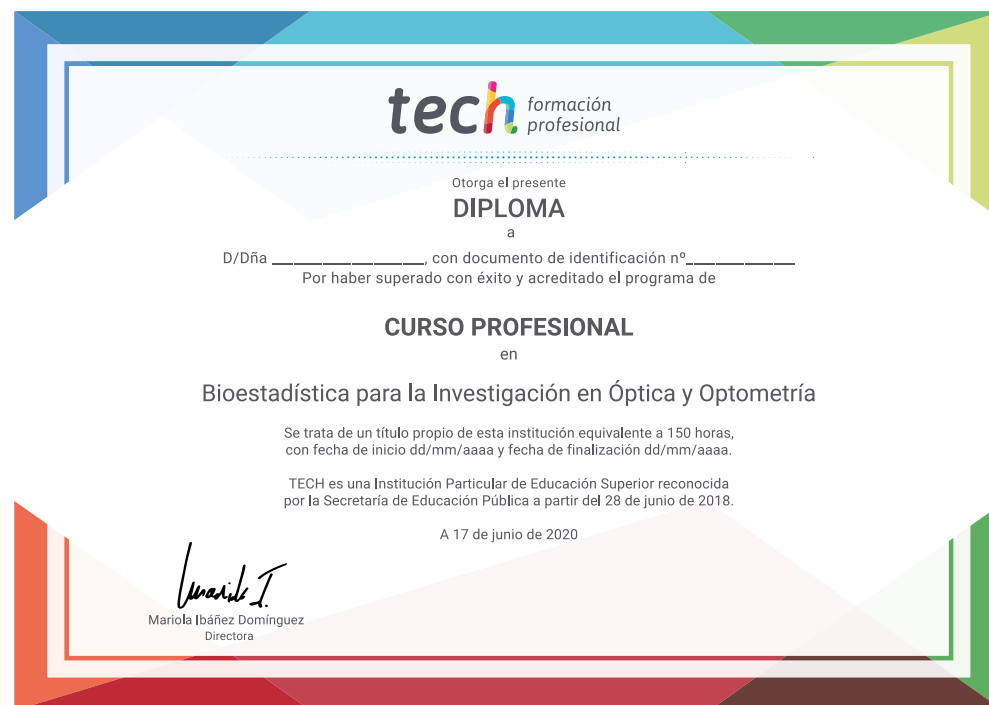 tech formación
profesional
Otorga el presente
DIPLOMA
a
D/Dña ____________________, con documento de identificación nº______________
Por haber superado con éxito y acreditado el programa de
CURSO PROFESIONAL
en
Bioestadística para la Investigación en Óptica y Optometría
Se trata de un título propio de esta institución equivalente a 150 horas,
con fecha de inicio dd/mm/aaaa y fecha de finalización dd/mm/aaaa.
TECH es una Institución Particular de Educación Superior reconocida
por la Secretaría de Educación Pública a partir del 28 de junio de 2018.
A 17 de junio de 2020
Mariola I.
Mariola Ibáñez Domínguez
Directora